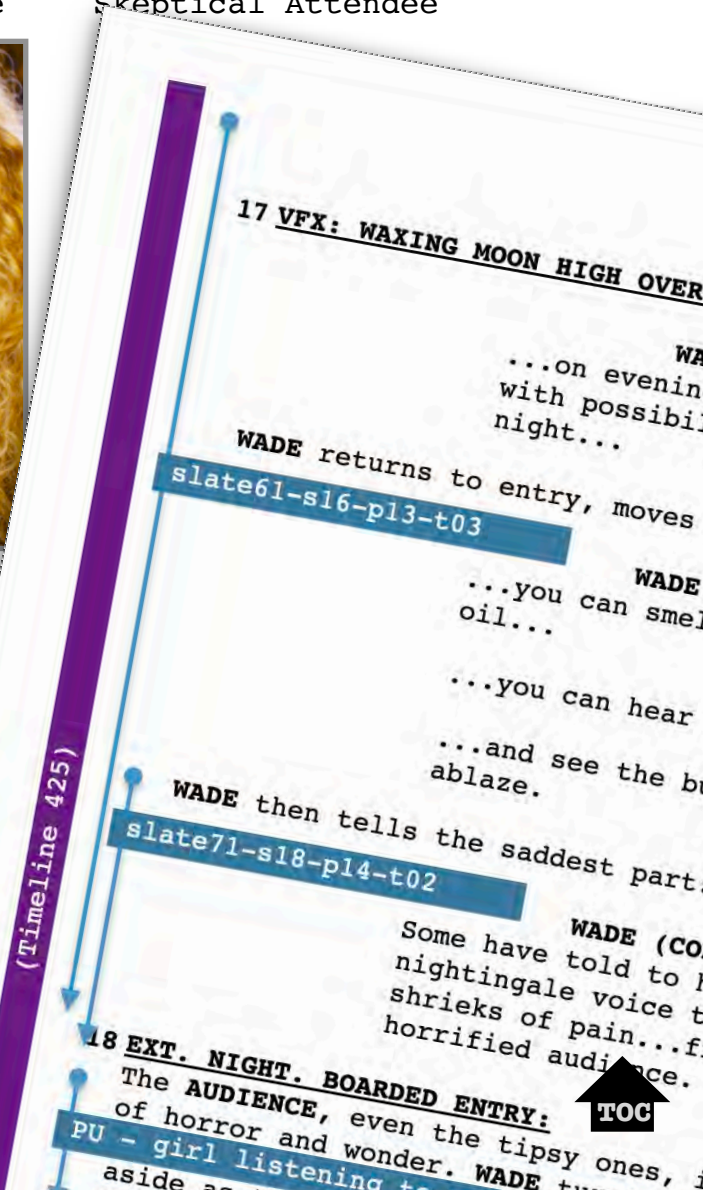 Skeptical Attendee
17 VFX: WAXING MOON HIGH OVER
...on evenin
with possibil
night...
WADE returns to entry, moves
slate61-s16-p13-t03
WADE
...you can smel
oil...
...you can hear
...and see the bu
ablaze.
WADE then tells the saddest part
slate71-s18-p14-t02
WADE (CO
Some have told to h
nightingale voice t
shrieks of pain...f
horrified audience.
(Timeline 425)
18 EXT. NIGHT. BOARDED ENTRY:
The AUDIENCE, even the tipsy ones, i
of horror and wonder. WADE
PU - girl listening to
aside as
TOC